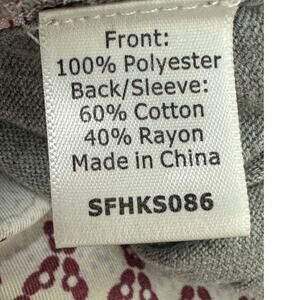 Front:
100% Polyester
Back/Sleeve:
60% Cotton
40% Rayon
Made in China
SFHKS086